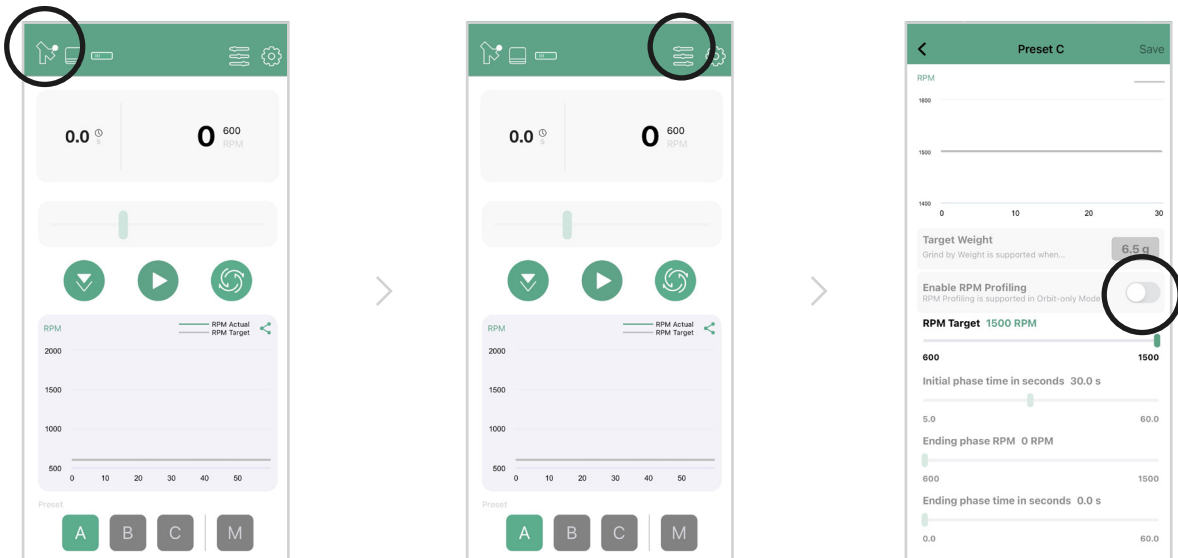 0.0
s
0
600
RPM
RPM
RPM Actual
RPM Target
2000
1500
1000
500
0 10 20 30 40 50
Preset
A B C M
0.0
s
0
600
RPM
RPM
RPM Actual
RPM Target
2000
1500
1000
500
0 10 20 30 40 50
Preset
A B C M
Preset C Save
RPM
1600
1500
1400
0 10 20 30
Target Weight
Grind by Weight is supported when...
6.5 g
Enable RPM Profiling
RPM Profiling is supported in Orbit-only Mode
RPM Target 1500 RPM
600 1500
Initial phase time in seconds 30.0 s
5.0 60.0
Ending phase RPM 0 RPM
600 1500
Ending phase time in seconds 0.0 s
0.0 60.0